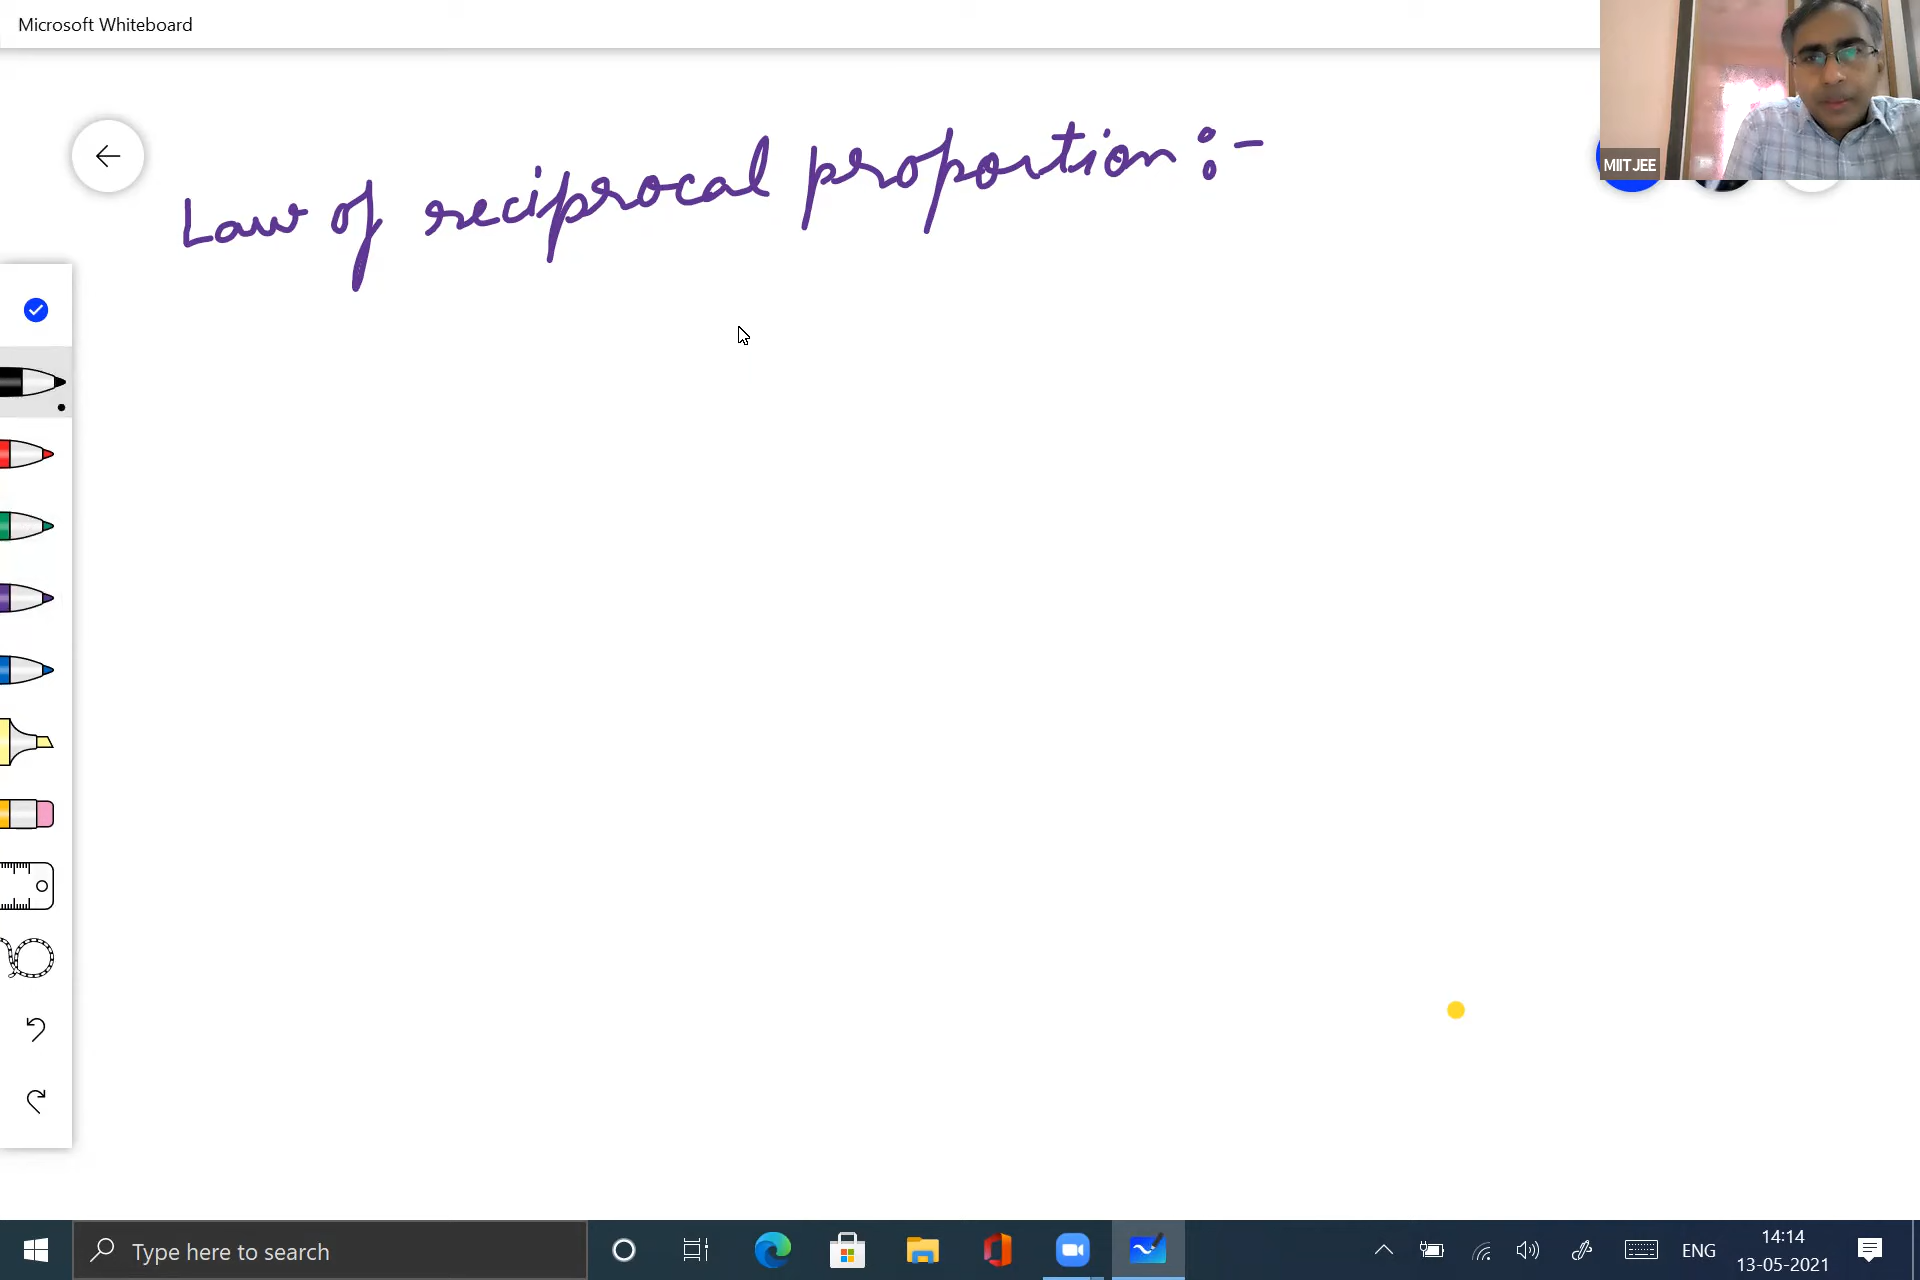 Microsoft Whiteboard
MIIT JEE
Law of reciprocal proportion :-
Type here to search
ENG
14:14
13-05-2021